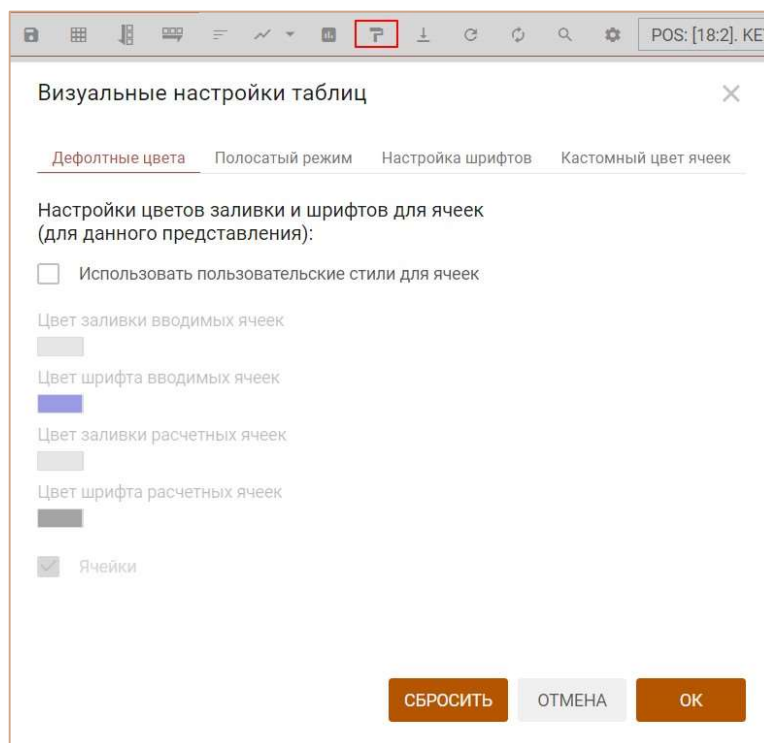 POS: [18:2]. KE
Визуальные настройки таблиц
Дефолтные цвета Полосатый режим Настройка шрифтов Кастомный цвет ячеек
Настройки цветов заливки и шрифтов для ячеек
(для данного представления):
Использовать пользовательские стили для ячеек
Цвет заливки вводимых ячеек
Цвет шрифта вводимых ячеек
Цвет заливки расчетных ячеек
Цвет шрифта расчетных ячеек
Ячейки
СБРОСИТЬ ОТМЕНА ОК